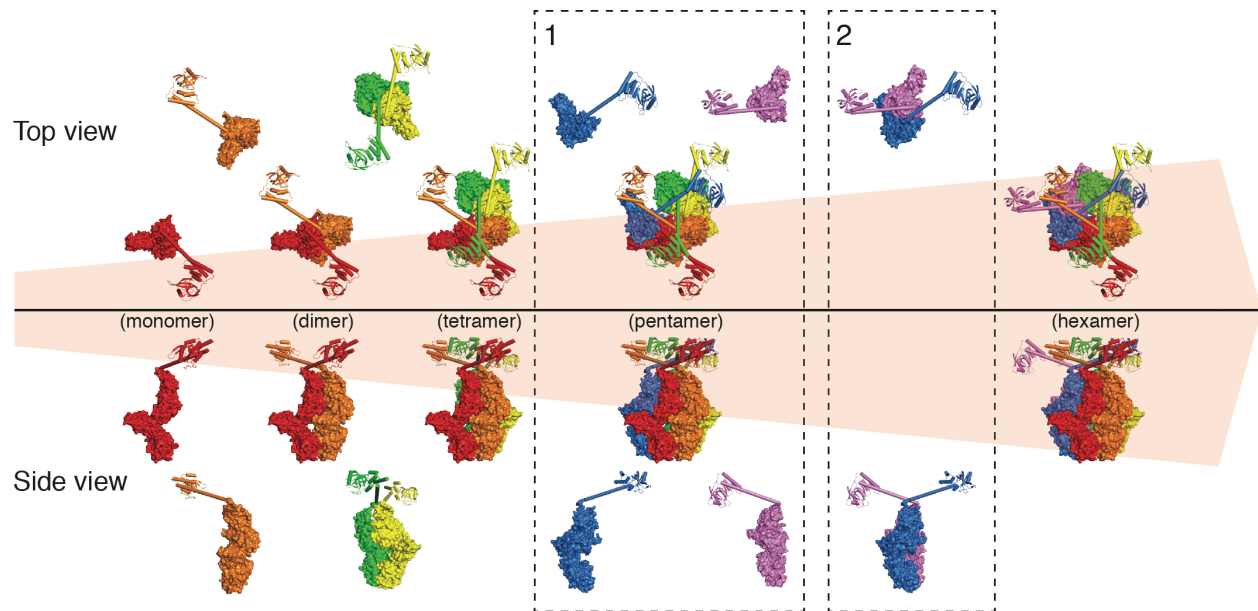 1
2
Top view
(monomer)
(dimer)
(tetramer)
(pentamer)
(hexamer)
Side view